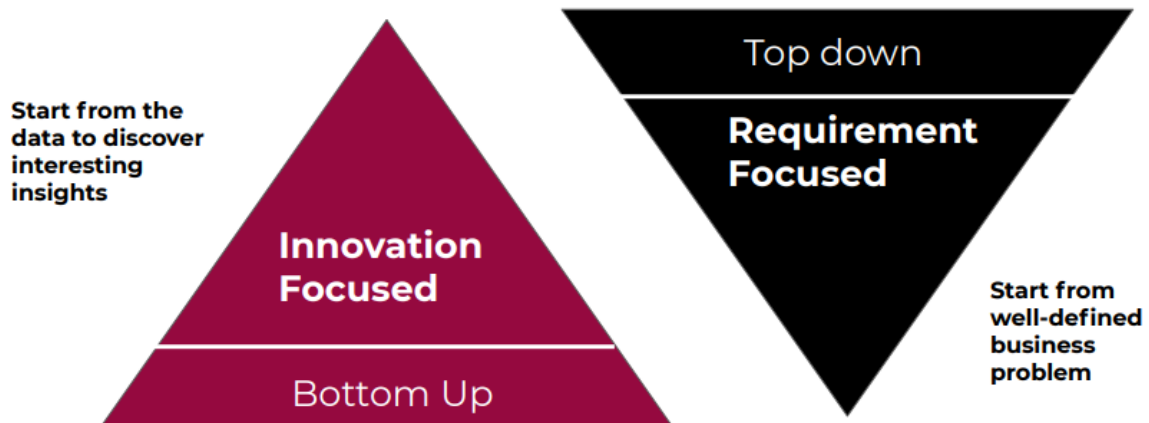 Start from the
data to discover
interesting
insights
Innovation
Focused
Bottom Up
Top down
Requirement
Focused
Start from
well-defined
business
problem